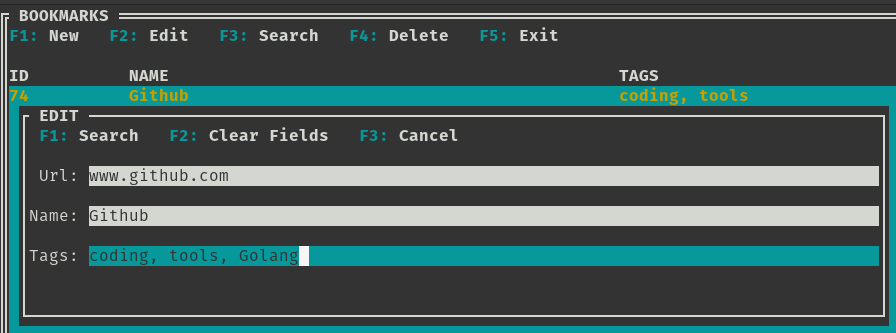 BOOKMARKS
F1: New F2: Edit F3: Search F4: Delete F5: Exit
ID NAME TAGS
74 Github coding, tools
EDIT
F1: Search F2: Clear Fields F3: Cancel
Url: www.github.com
Name: Github
Tags: coding, tools, Golang